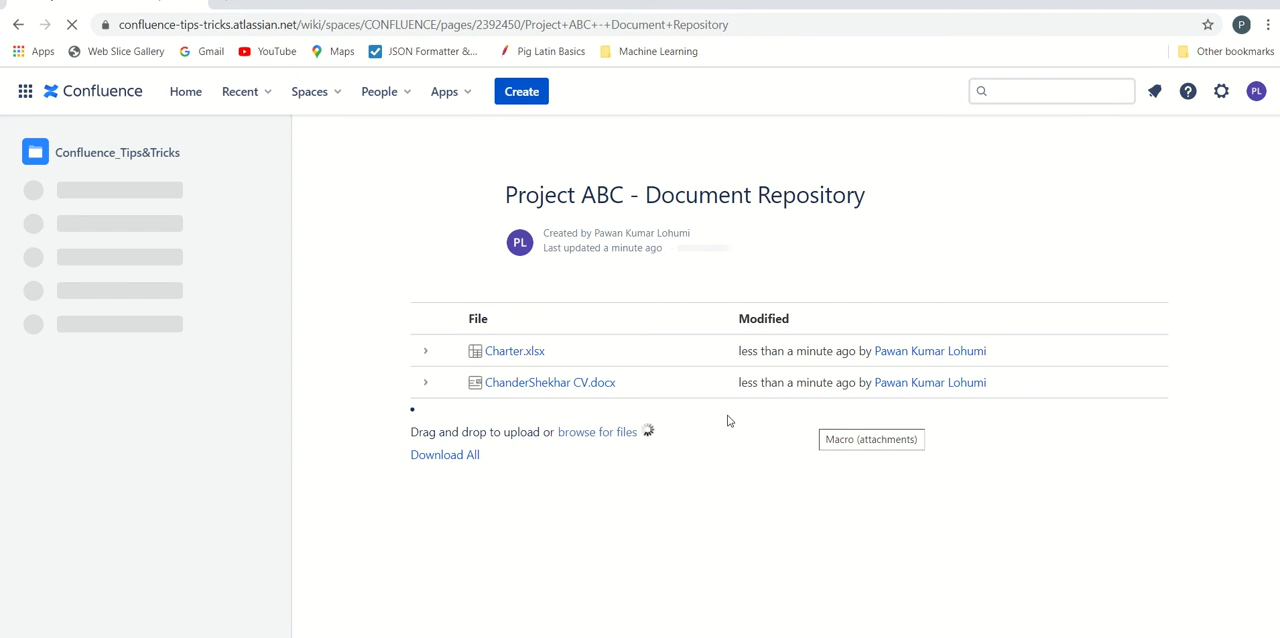 confluence-tips-tricks.atlassian.net/wiki/spaces/CONFLUENCE/pages/2392450/Project+ABC+-+Document+Repository
P
Apps Web Slice Gallery Gmail YouTube Maps JSON Formatter &... Pig Latin Basics Machine Learning Other bookmarks
Confluence Home Recent Spaces People Apps Create PL
Confluence_Tips&Tricks
Project ABC - Document Repository
PL
Created by Pawan Kumar Lohumi
Last updated a minute ago
File Modified
Charter.xlsx less than a minute ago by Pawan Kumar Lohumi
ChanderShekhar CV.docx less than a minute ago by Pawan Kumar Lohumi
Drag and drop to upload or browse for files
Macro (attachments)
Download All